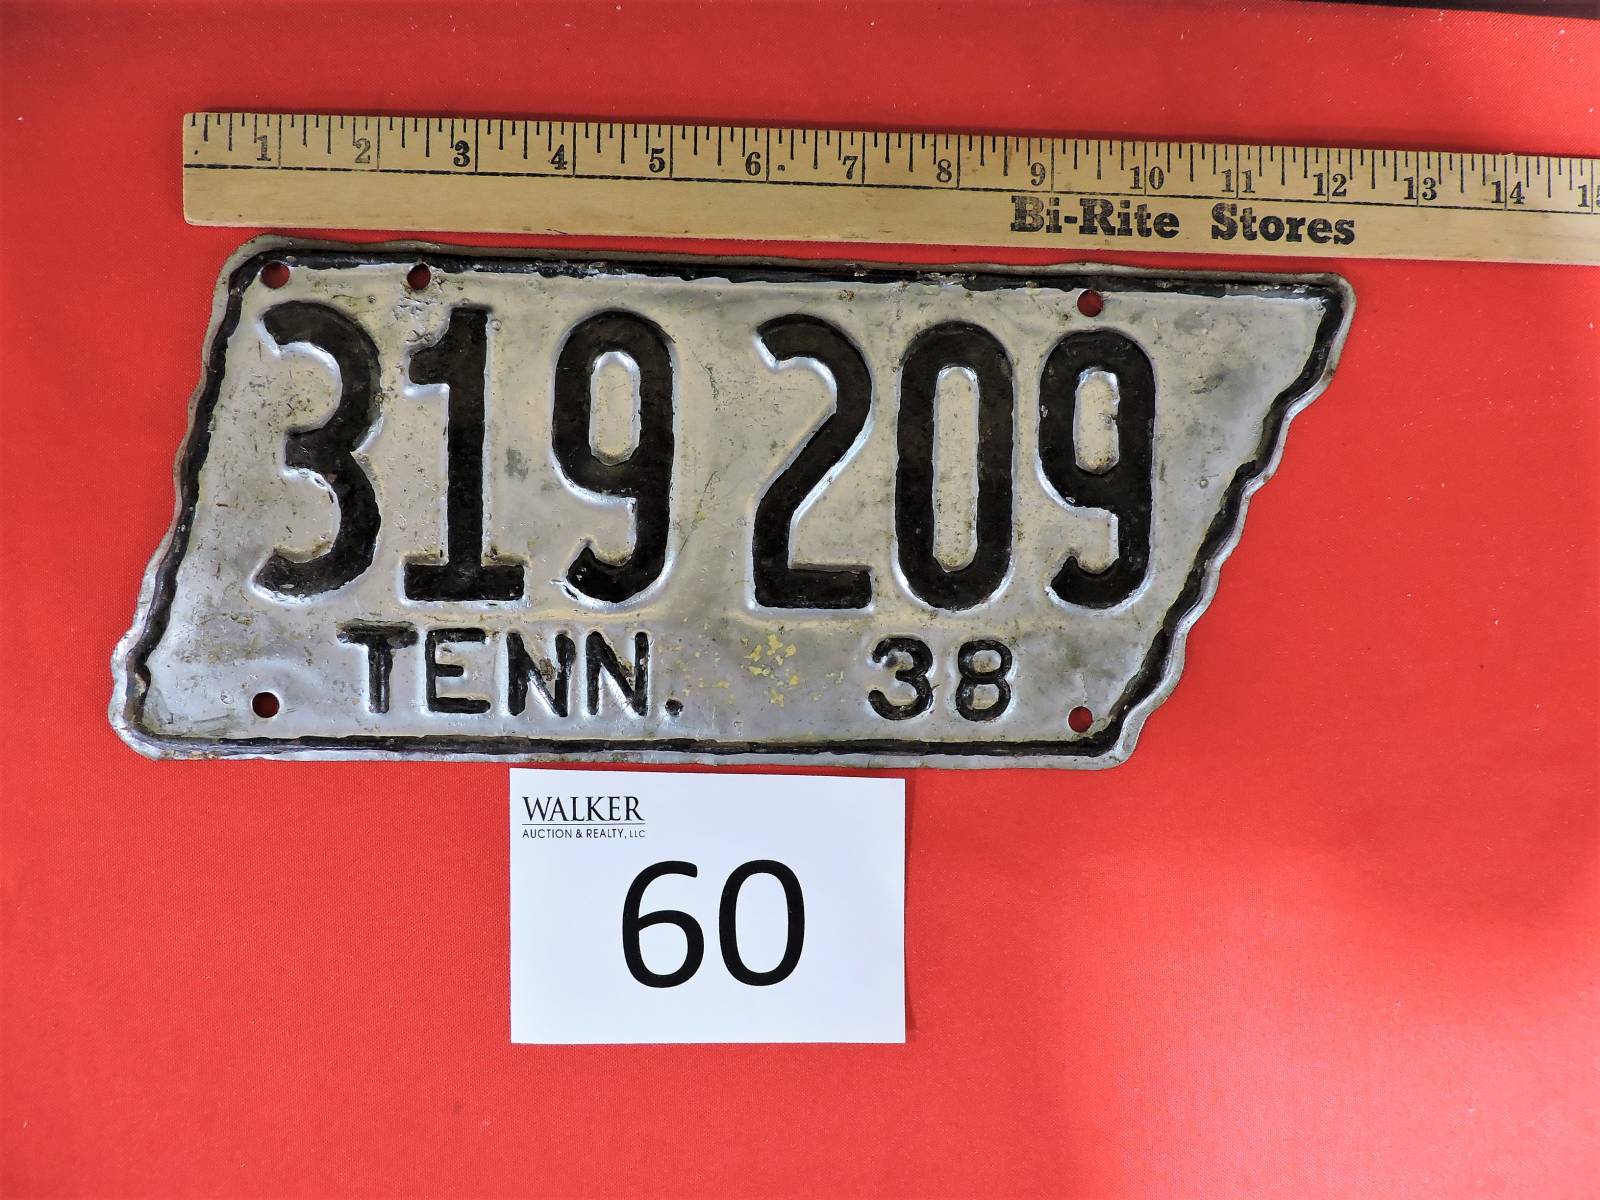 1 2 3 4 5 6 7 8 9 10 11 12 13 14 15
Bi-Rite Stores
319 209
TENN. 38
WALKER
AUCTION & REALTY, LLC
60